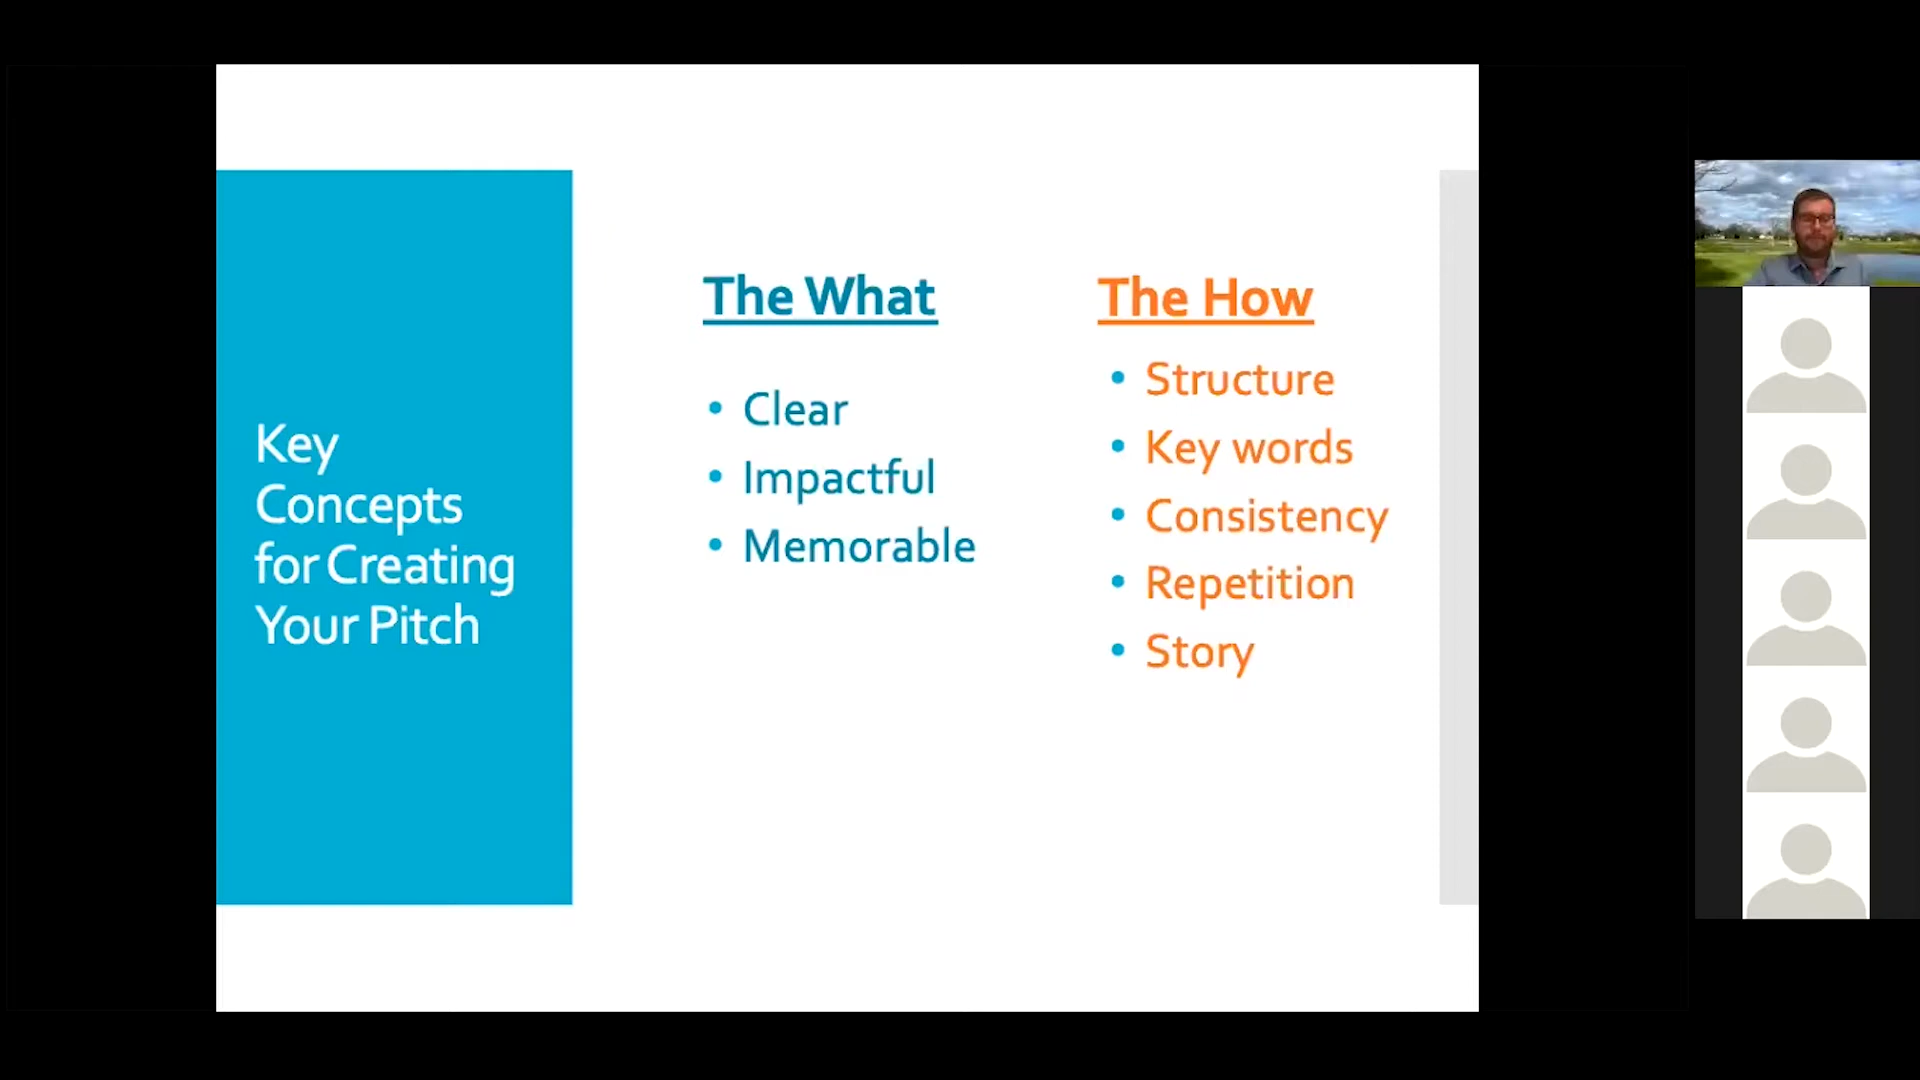 Key
Concepts
for Creating
Your Pitch
The What
• Clear
• Impactful
• Memorable
The How
• Structure
• Key words
• Consistency
• Repetition
• Story